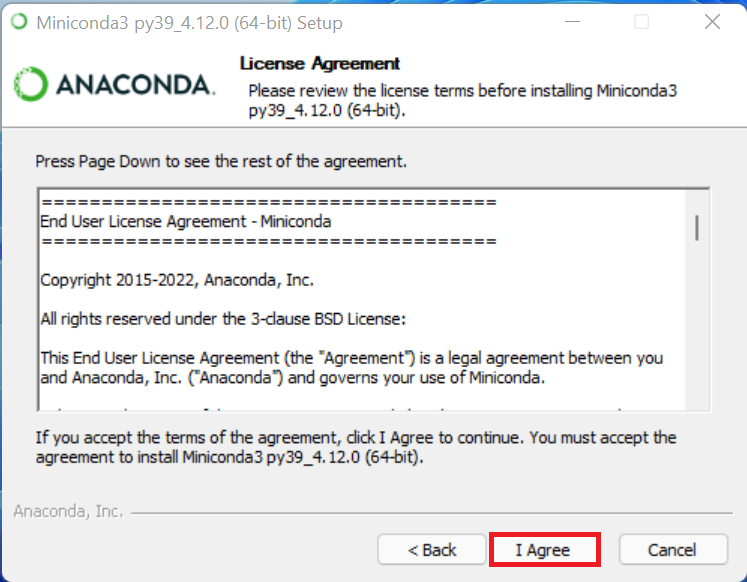 Miniconda3 py39_4.12.0 (64-bit) Setup
ANACONDA.
License Agreement
Please review the license terms before installing Miniconda3
py39_4.12.0 (64-bit).
Press Page Down to see the rest of the agreement.
======================================
End User License Agreement - Miniconda
======================================
Copyright 2015-2022, Anaconda, Inc.
All rights reserved under the 3-clause BSD License:
This End User License Agreement (the "Agreement") is a legal agreement between you
and Anaconda, Inc. ("Anaconda") and governs your use of Miniconda.
If you accept the terms of the agreement, click I Agree to continue. You must accept the
agreement to install Miniconda3 py39_4.12.0 (64-bit).
Anaconda, Inc.
< Back
I Agree
Cancel